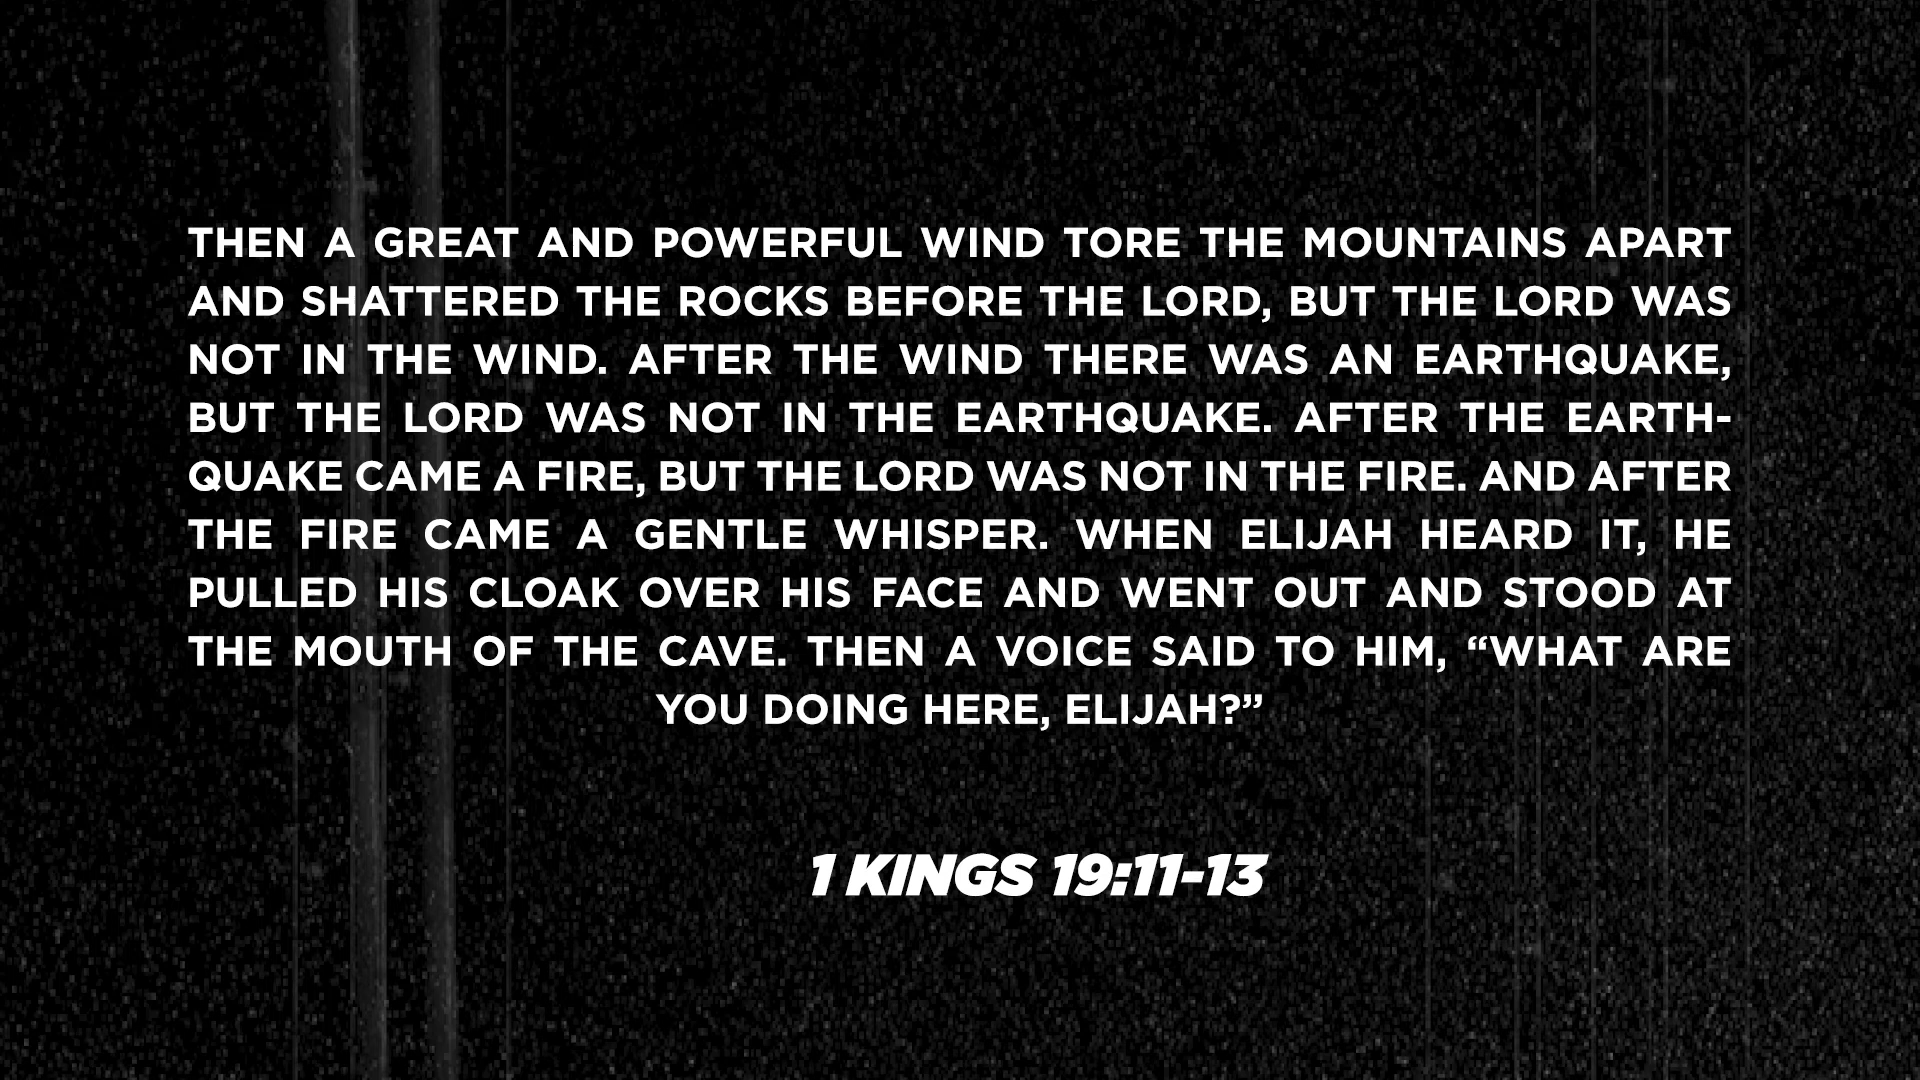 THEN A GREAT AND POWERFUL WIND TORE THE MOUNTAINS APART
AND SHATTERED THE ROCKS BEFORE THE LORD, BUT THE LORD WAS
NOT IN THE WIND. AFTER THE WIND THERE WAS AN EARTHQUAKE,
BUT THE LORD WAS NOT IN THE EARTHQUAKE. AFTER THE EARTH-
QUAKE CAME A FIRE, BUT THE LORD WAS NOT IN THE FIRE. AND AFTER
THE FIRE CAME A GENTLE WHISPER. WHEN ELIJAH HEARD IT, HE
PULLED HIS CLOAK OVER HIS FACE AND WENT OUT AND STOOD AT
THE MOUTH OF THE CAVE. THEN A VOICE SAID TO HIM, “WHAT ARE
YOU DOING HERE, ELIJAH?”
1 KINGS 19:11-13